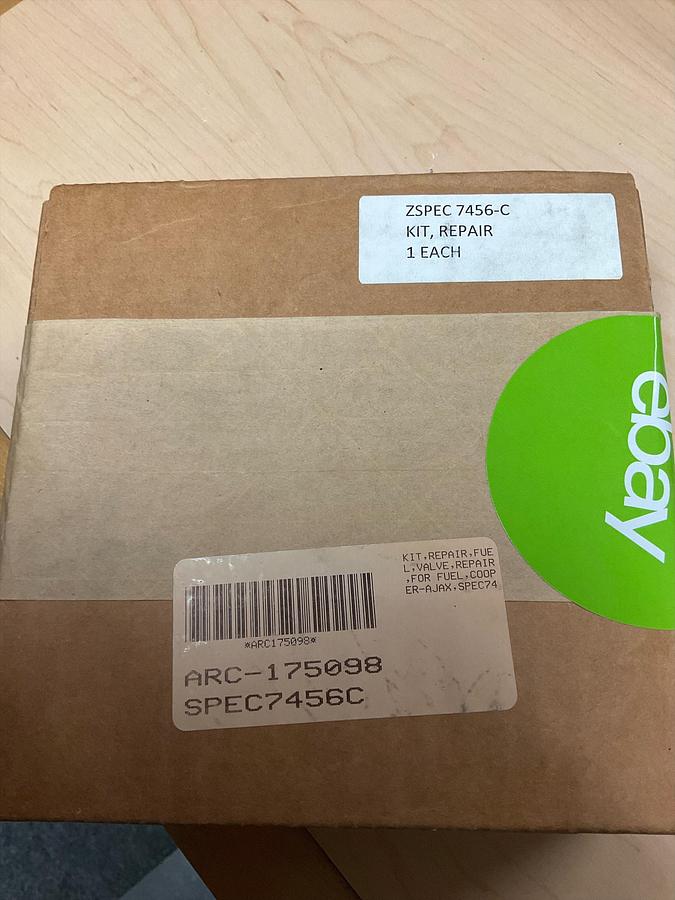 ZSPEC 7456-C
KIT, REPAIR
1 EACH
ebay
KIT,REPAIR,FUE
L,VALVE,REPAIR
,FOR FUEL,COOP
ER-AJAX,SPEC74
*ARC175098*
ARC-175098
SPEC7456C